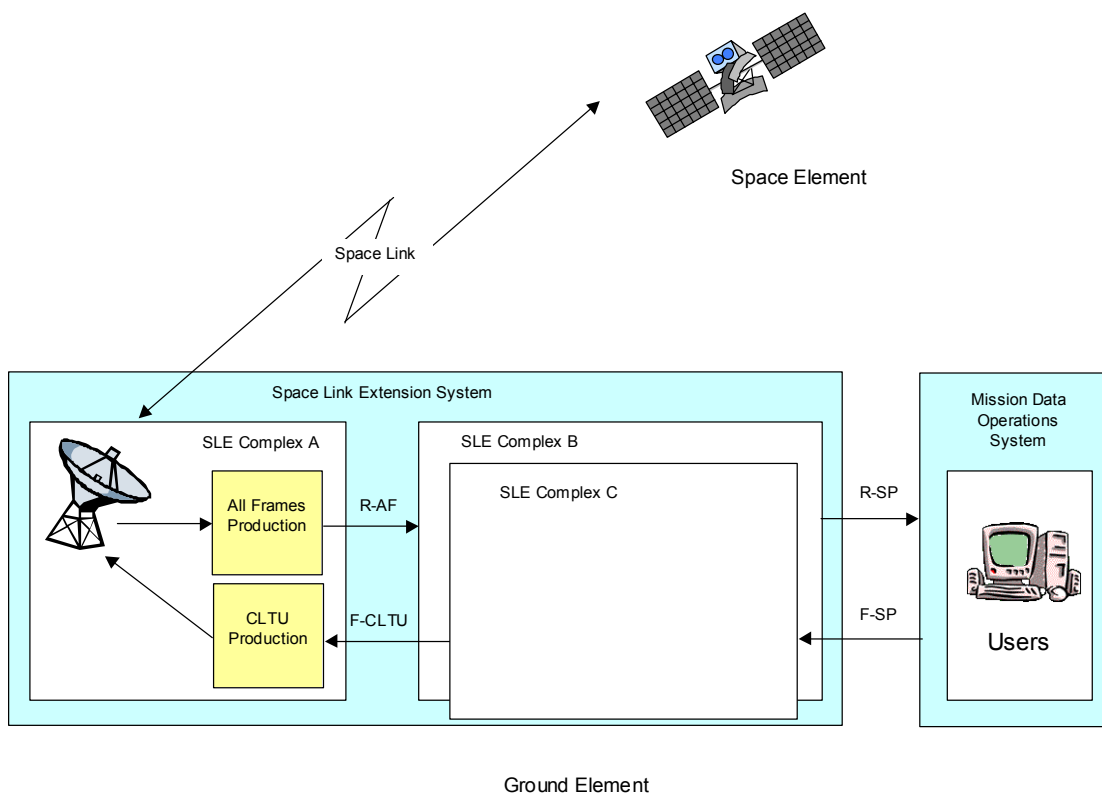 Space Element
Space Link
Space Link Extension System
Mission Data
Operations
System
SLE Complex A
SLE Complex B
SLE Complex C
All Frames
Production
R-AF
R-SP
CLTU
Production
F-CLTU
F-SP
Users
Ground Element